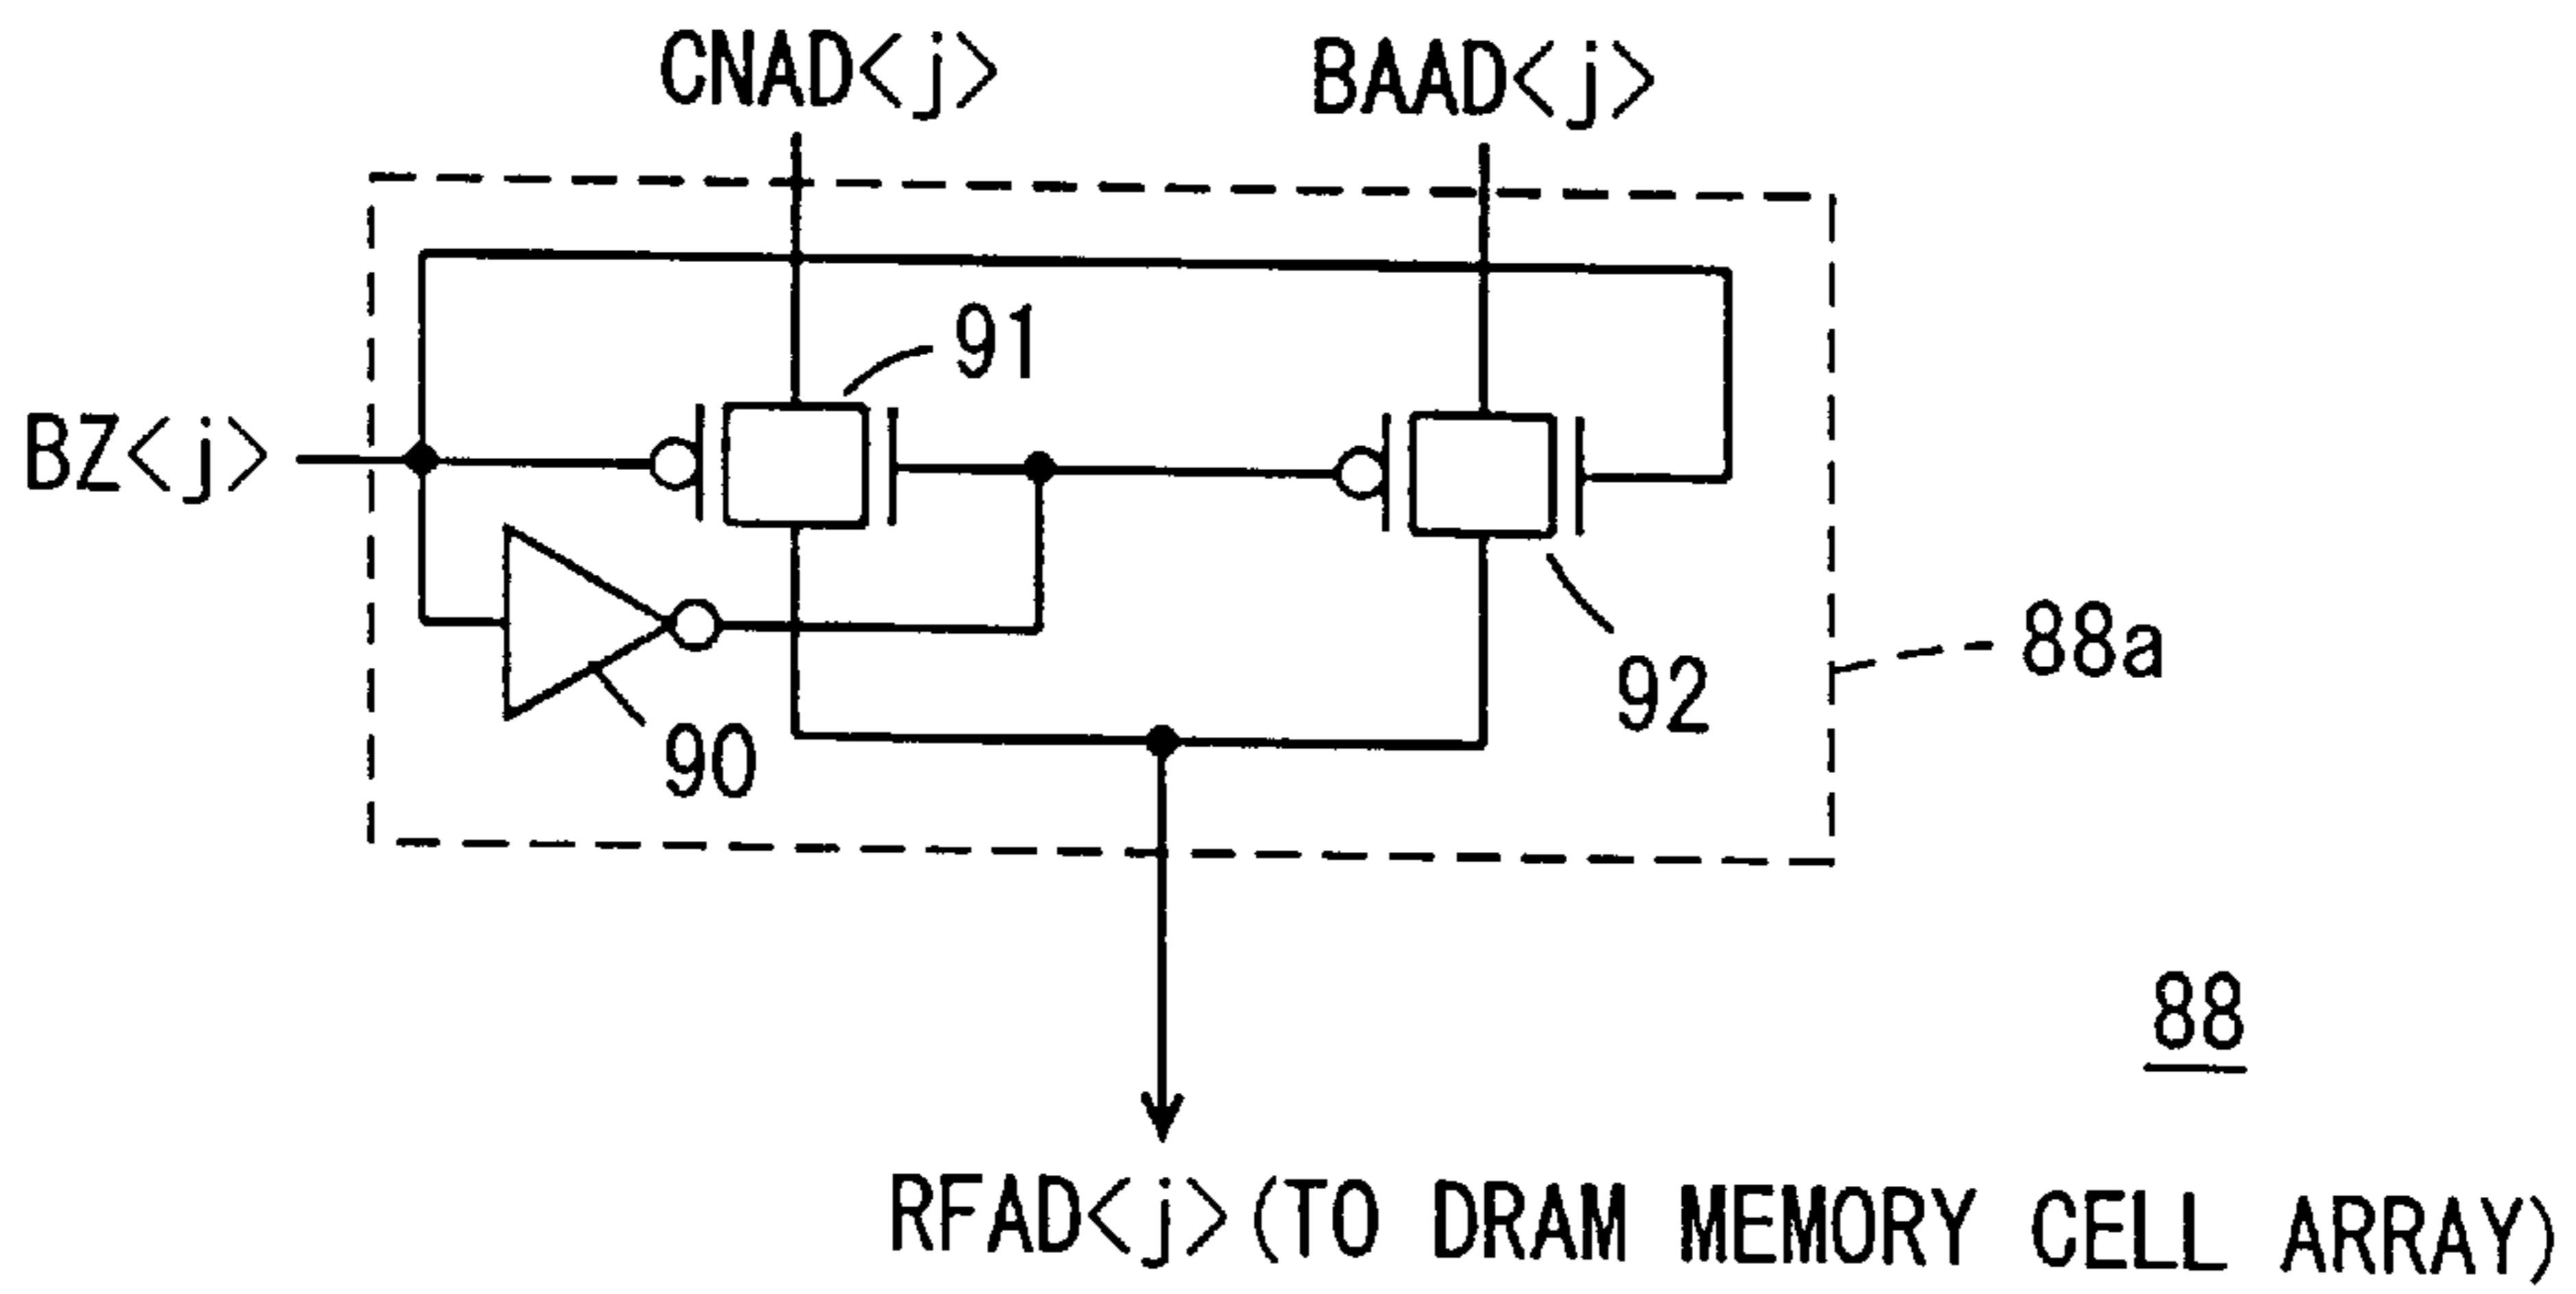 CNAD<j>
BAAD<j>
91
BZ<j>
88a
92
90
88
RFAD<j>(TO DRAM MEMORY CELL ARRAY)